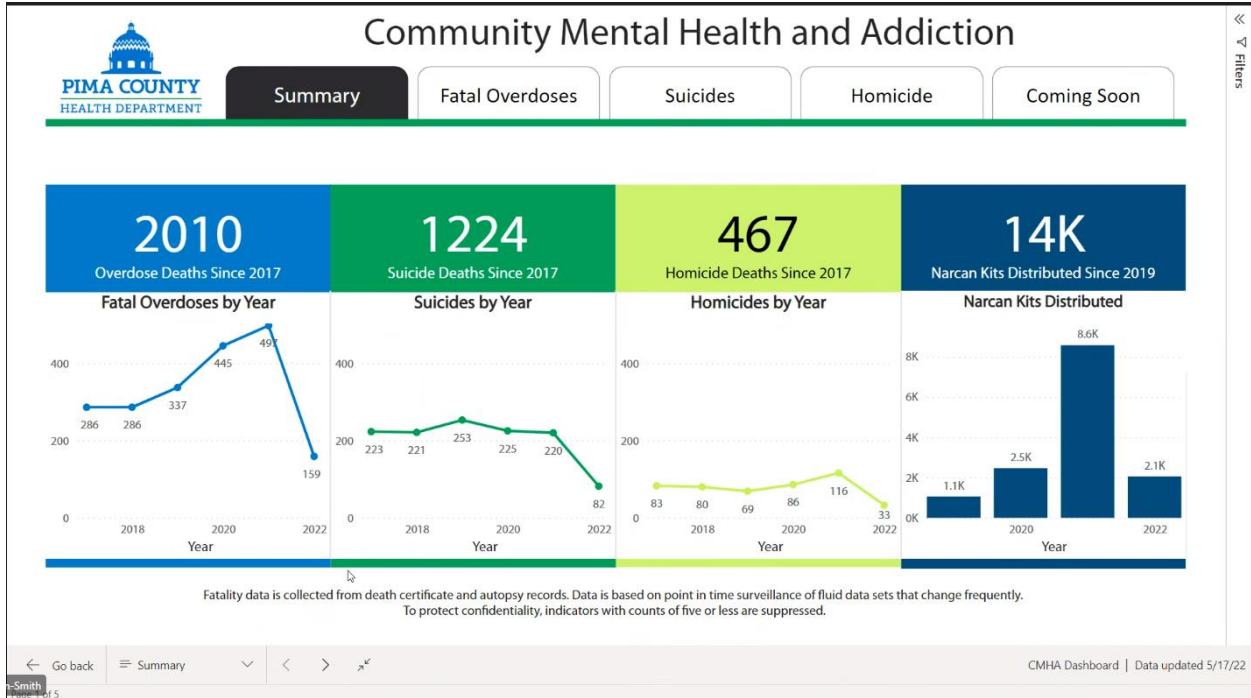 Community Mental Health and Addiction
PIMA COUNTY
HEALTH DEPARTMENT
Summary
Fatal Overdoses
Suicides
Homicide
Coming Soon
Filters
2010
Overdose Deaths Since 2017
1224
Suicide Deaths Since 2017
467
Homicide Deaths Since 2017
14K
Narcan Kits Distributed Since 2019
Fatal Overdoses by Year
400
200
0
286
286
337
445
497
159
2018
2020
2022
Year
Suicides by Year
400
200
0
223
221
253
225
220
82
2018
2020
2022
Year
Homicides by Year
400
200
0
83
80
69
86
116
33
2018
2020
2022
Year
Narcan Kits Distributed
8K
6K
4K
2K
0K
1.1K
2.5K
8.6K
2.1K
2020
2022
Year
Fatality data is collected from death certificate and autopsy records. Data is based on point in time surveillance of fluid data sets that change frequently.
To protect confidentiality, indicators with counts of five or less are suppressed.
Go back
Summary
CMHA Dashboard | Data updated 5/17/22
n-Smith
Page 1 of 5